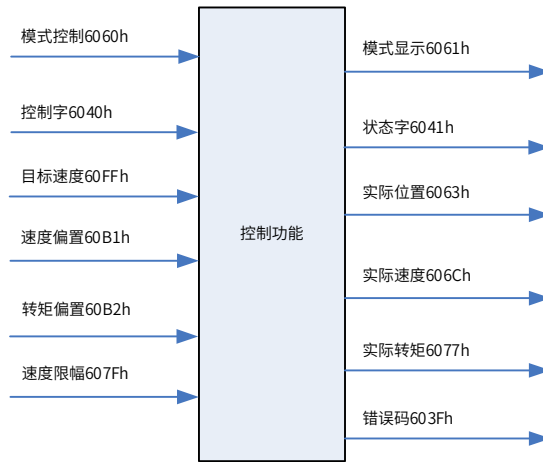 模式控制6060h
控制字6040h
目标速度60FFh
速度偏置60B1h
转矩偏置60B2h
速度限幅607Fh
控制功能
模式显示6061h
状态字6041h
实际位置6063h
实际速度606Ch
实际转矩6077h
错误码603Fh